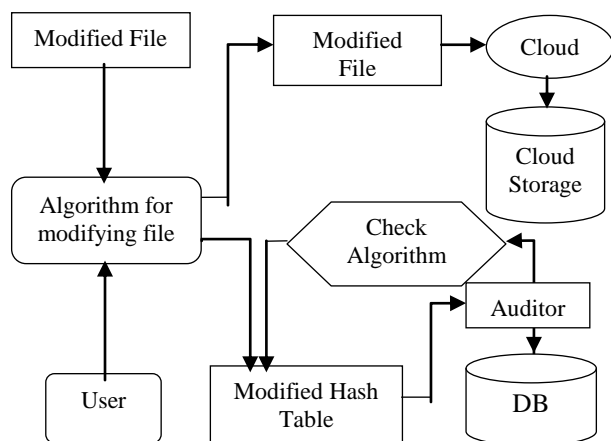 Modified File
Modified
File
Cloud
Cloud
Storage
Algorithm for
modifying file
Check
Algorithm
Auditor
User
Modified Hash
Table
DB